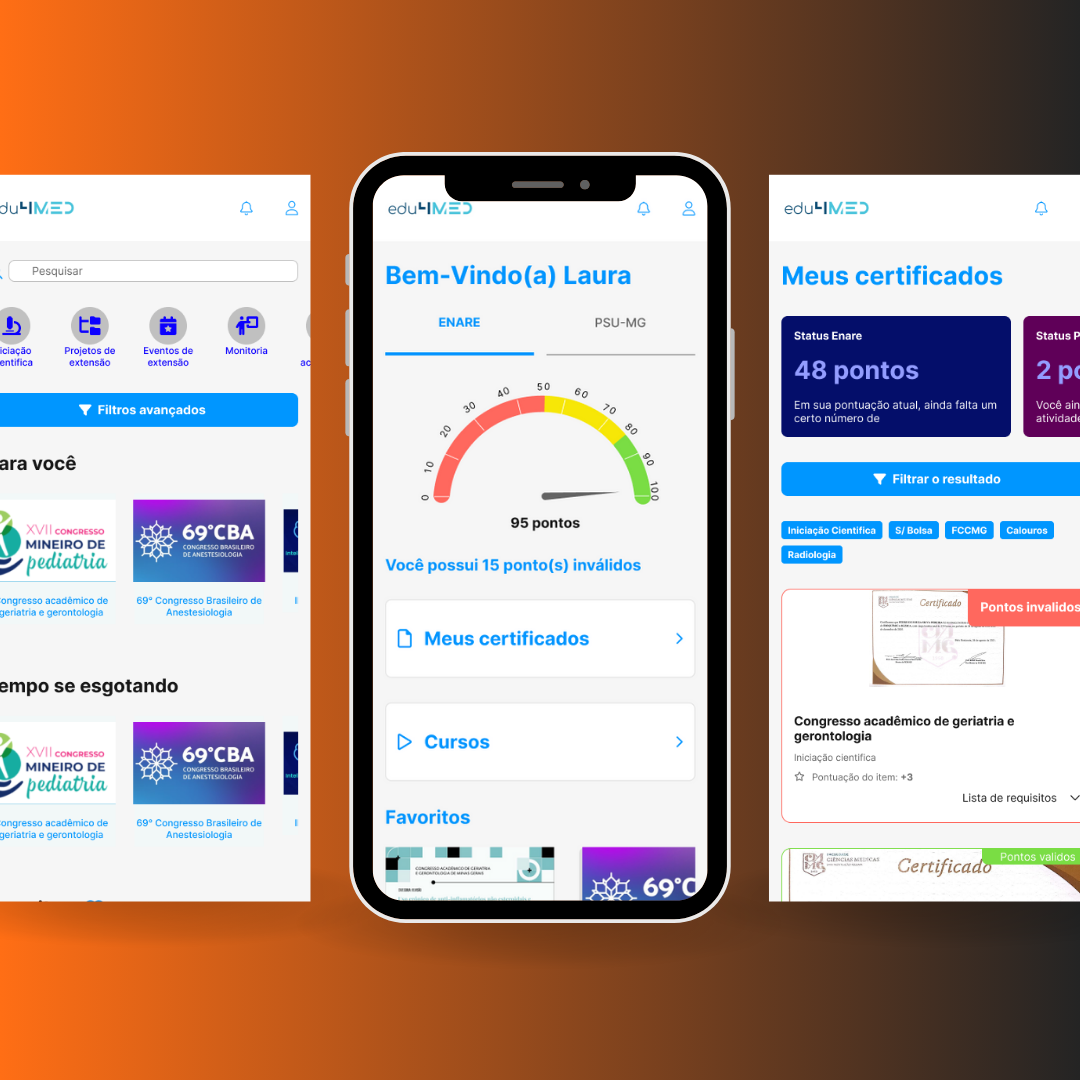 du4MED
Pesquisar
iciação
entifica
Projetos de
extensão
Eventos de
extensão
Monitoria
ac
Filtros avançados
ara você
XVII CONGRESSO
MINEIRO DE
pediatria
69°CBA
CONGRESSO BRASILEIRO
DE ANESTESIOLOGIA
ongresso acadêmico de
geriatria e gerontologia
69° Congresso Brasileiro de
Anestesiologia
empo se esgotando
XVII CONGRESSO
MINEIRO DE
pediatria
69°CBA
CONGRESSO BRASILEIRO
DE ANESTESIOLOGIA
ongresso acadêmico de
geriatria e gerontologia
69° Congresso Brasileiro de
Anestesiologia
edu4MED
Bem-Vindo(a) Laura
ENARE
PSU-MG
0
10
20
30
40
50
60
70
80
90
100
95 pontos
Você possui 15 ponto(s) inválidos
Meus certificados
Cursos
Favoritos
CONGRESSO ACADÊMICO DE GERIATRIA
E GERONTOLOGIA DE MINAS GERAIS
69°C
edu4MED
Meus certificados
Status Enare
48 pontos
Em sua pontuação atual, ainda falta um
certo número de
Status P
2 po
Você ain
atividade
Filtrar o resultado
Iniciação Cientifica
S/ Bolsa
FCCMG
Calouros
Radiologia
Certificado
Pontos invalidos
Congresso acadêmico de geriatria e
gerontologia
Iniciação cientifica
Pontuação do item: +3
Lista de requisitos
CIÊNCIAS MÉDICAS
Certificado
Pontos validos